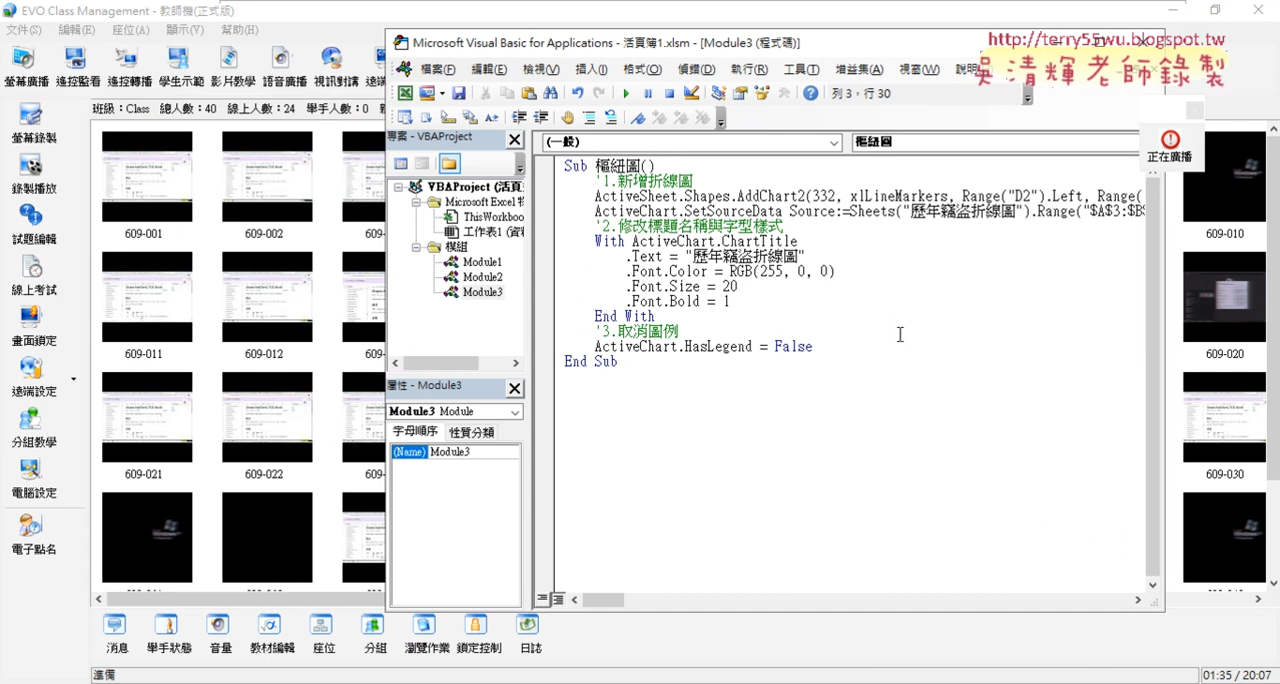 EVO Class Management - 教師機(正式版)
文件(S) 編輯(E) 座位(A) 顯示(V) 幫助(H)
螢幕廣播 遙控監看 遙控轉播 學生示範 影片教學 語音廣播 視訊對講
班級：Class 總人數：40 線上人數：24 舉手人數：0
螢幕錄製
錄製播放
試題編輯
線上考試
畫面鎖定
遠端設定
分組教學
電腦設定
電子點名
609-001 609-002 609-010
609-011 609-012 609-020
609-021 609-022 609-030
Microsoft Visual Basic for Applications - 活頁簿1.xlsm - [Module3 (程式碼)]
http://terry55wu.blogspot.tw
吳清輝老師錄製
檔案(F) 編輯(E) 檢視(V) 插入(I) 格式(O) 偵錯(D) 執行(R) 工具(T) 增益集(A) 視窗(W) 說明
列 3，行 30
正在廣播
專案 - VBAProject
VBAProject (活頁
Microsoft Excel
ThisWorkboo
工作表1 (資
模組
Module1
Module2
Module3
屬性 - Module3
Module3 Module
字母順序 性質分類
(Name) Module3
(一般) 樞紐圖
Sub 樞紐圖()
'1.新增折線圖
ActiveSheet.Shapes.AddChart2(332, xlLineMarkers, Range("D2").Left, Range(
ActiveChart.SetSourceData Source:=Sheets("歷年竊盜折線圖").Range("$A$3:$B$
'2.修改標題名稱與字型樣式
With ActiveChart.ChartTitle
.Text = "歷年竊盜折線圖"
.Font.Color = RGB(255, 0, 0)
.Font.Size = 20
.Font.Bold = 1
End With
'3.取消圖例
ActiveChart.HasLegend = False
End Sub
消息 舉手狀態 音量 教材編輯 座位 分組 瀏覽作業 鎖定控制 日誌
準備 01:35 / 20:07